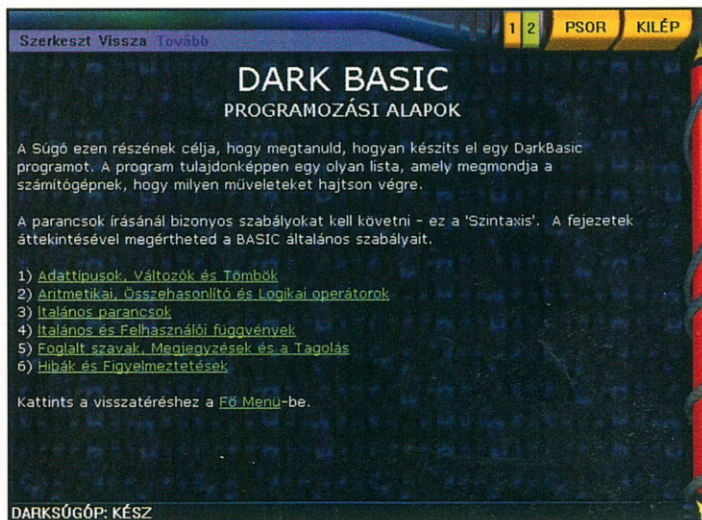 Szerkeszt Vissza Tovább
1 2 PSOR KILÉP
DARK BASIC
PROGRAMOZÁSI ALAPOK
A Súgó ezen részének célja, hogy megtanuld, hogyan készíts el egy DarkBasic
programot. A program tulajdonképpen egy olyan lista, amely megmondja a
számítógépnek, hogy milyen műveleteket hajtson végre.
A parancsok írásánál bizonyos szabályokat kell követni - ez a 'Szintaxis'. A fejezetek
áttekintésével megértheted a BASIC általános szabályait.
1) Adattípusok, Változók és Tömbök
2) Aritmetikai, Összehasonlító és Logikai operátorok
3) Italános parancsok
4) Italános és Felhasználói függvények
5) Foglalt szavak, Megjegyzések és a Tagolás
6) Hibák és Figyelmeztetések
Kattints a visszatéréshez a Fő Menü-be.
DARKSÚGÓP: KÉSZ